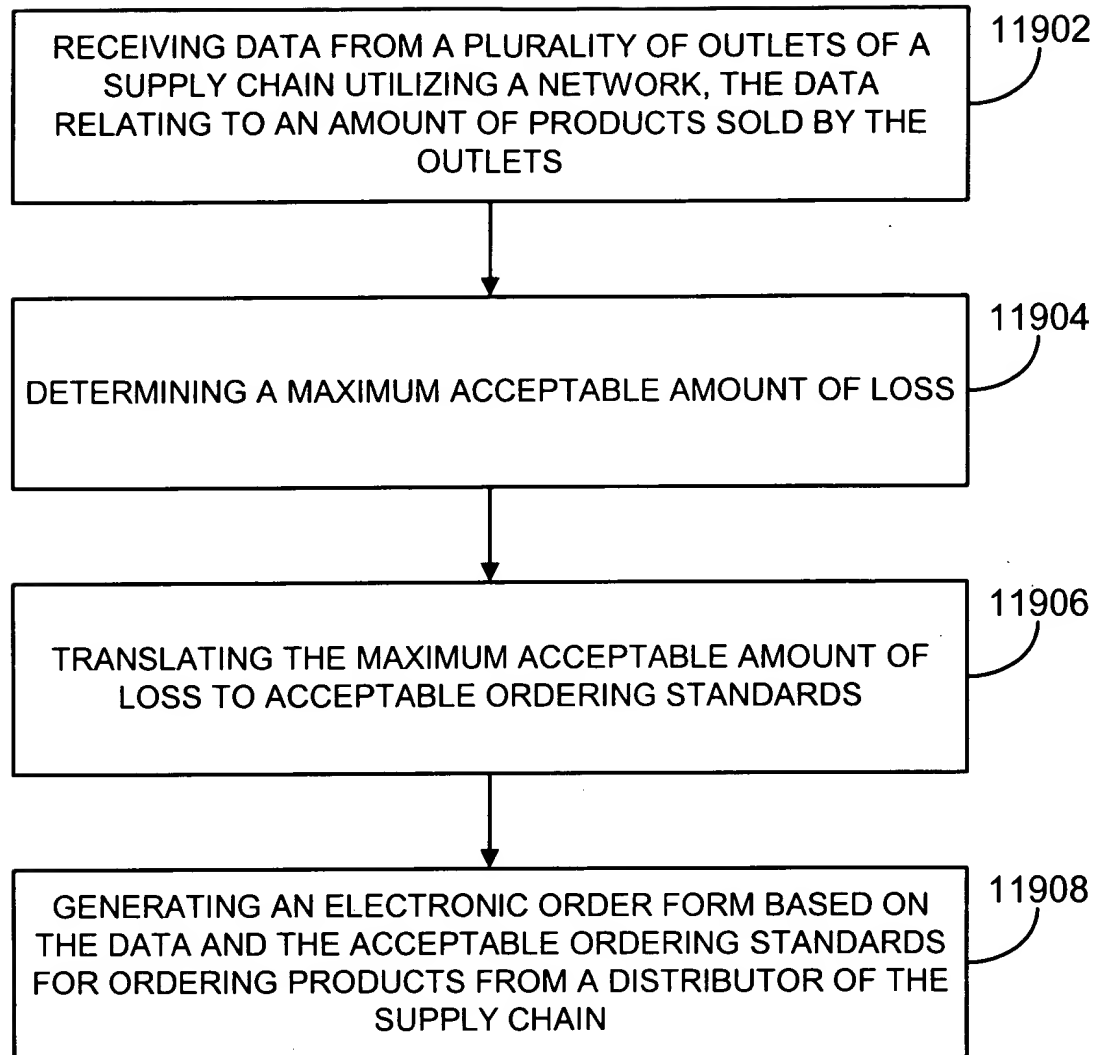 RECEIVING DATA FROM A PLURALITY OF OUTLETS OF A
SUPPLY CHAIN UTILIZING A NETWORK, THE DATA
RELATING TO AN AMOUNT OF PRODUCTS SOLD BY THE
OUTLETS
11902
DETERMINING A MAXIMUM ACCEPTABLE AMOUNT OF LOSS
11904
TRANSLATING THE MAXIMUM ACCEPTABLE AMOUNT OF
LOSS TO ACCEPTABLE ORDERING STANDARDS
11906
GENERATING AN ELECTRONIC ORDER FORM BASED ON
THE DATA AND THE ACCEPTABLE ORDERING STANDARDS
FOR ORDERING PRODUCTS FROM A DISTRIBUTOR OF THE
SUPPLY CHAIN
11908